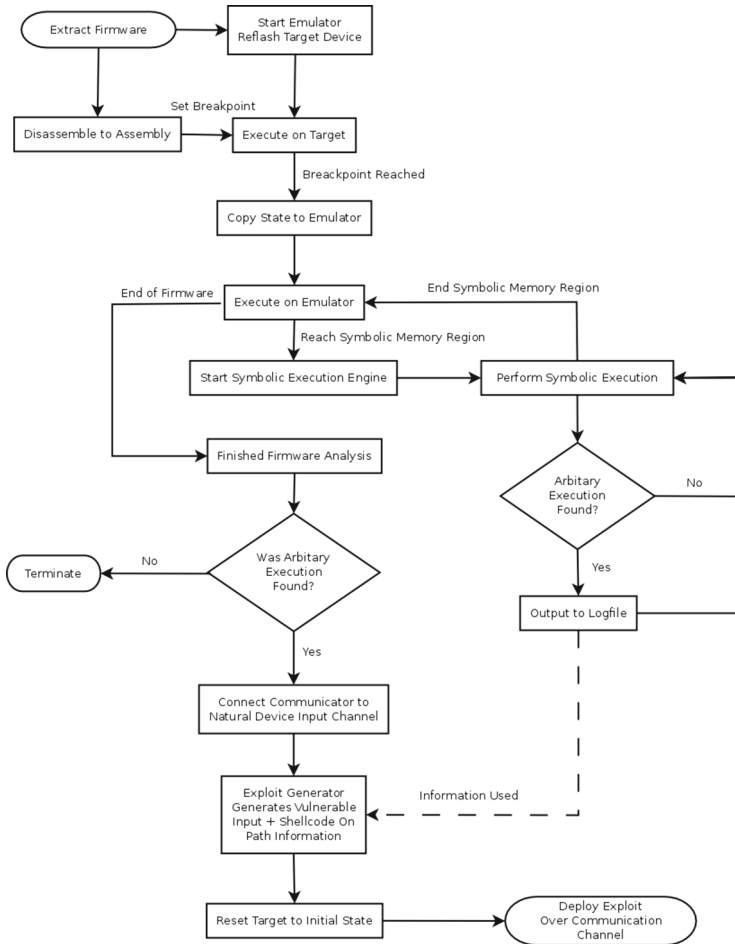 Extract Firmware
Start Emulator
Reflash Target Device
Set Breakpoint
Disassemble to Assembly
Execute on Target
Breackpoint Reached
Copy State to Emulator
End of Firmware
Execute on Emulator
End Symbolic Memory Region
Reach Symbolic Memory Region
Start Symbolic Execution Engine
Perform Symbolic Execution
Finished Firmware Analysis
Arbitary
Execution
Found?
No
Yes
Output to Logfile
Was Arbitary
Execution
Found?
No
Terminate
Yes
Connect Communicator to
Natural Device Input Channel
Exploit Generator
Generates Vulnerable
Input + Shellcode On
Path Information
Information Used
Reset Target to Initial State
Deploy Exploit
Over Communication
Channel